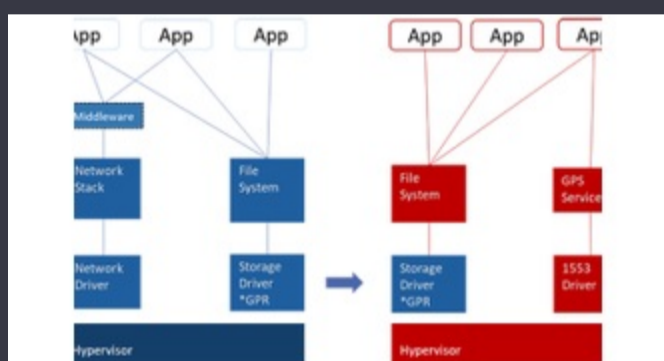 App App App App App App
Middleware
Network
Stack
File
System
File
System
GPS
Service
Network
Driver
Storage
Driver
*GPR
Storage
Driver
*GPR
1553
Driver
Hypervisor
Hypervisor